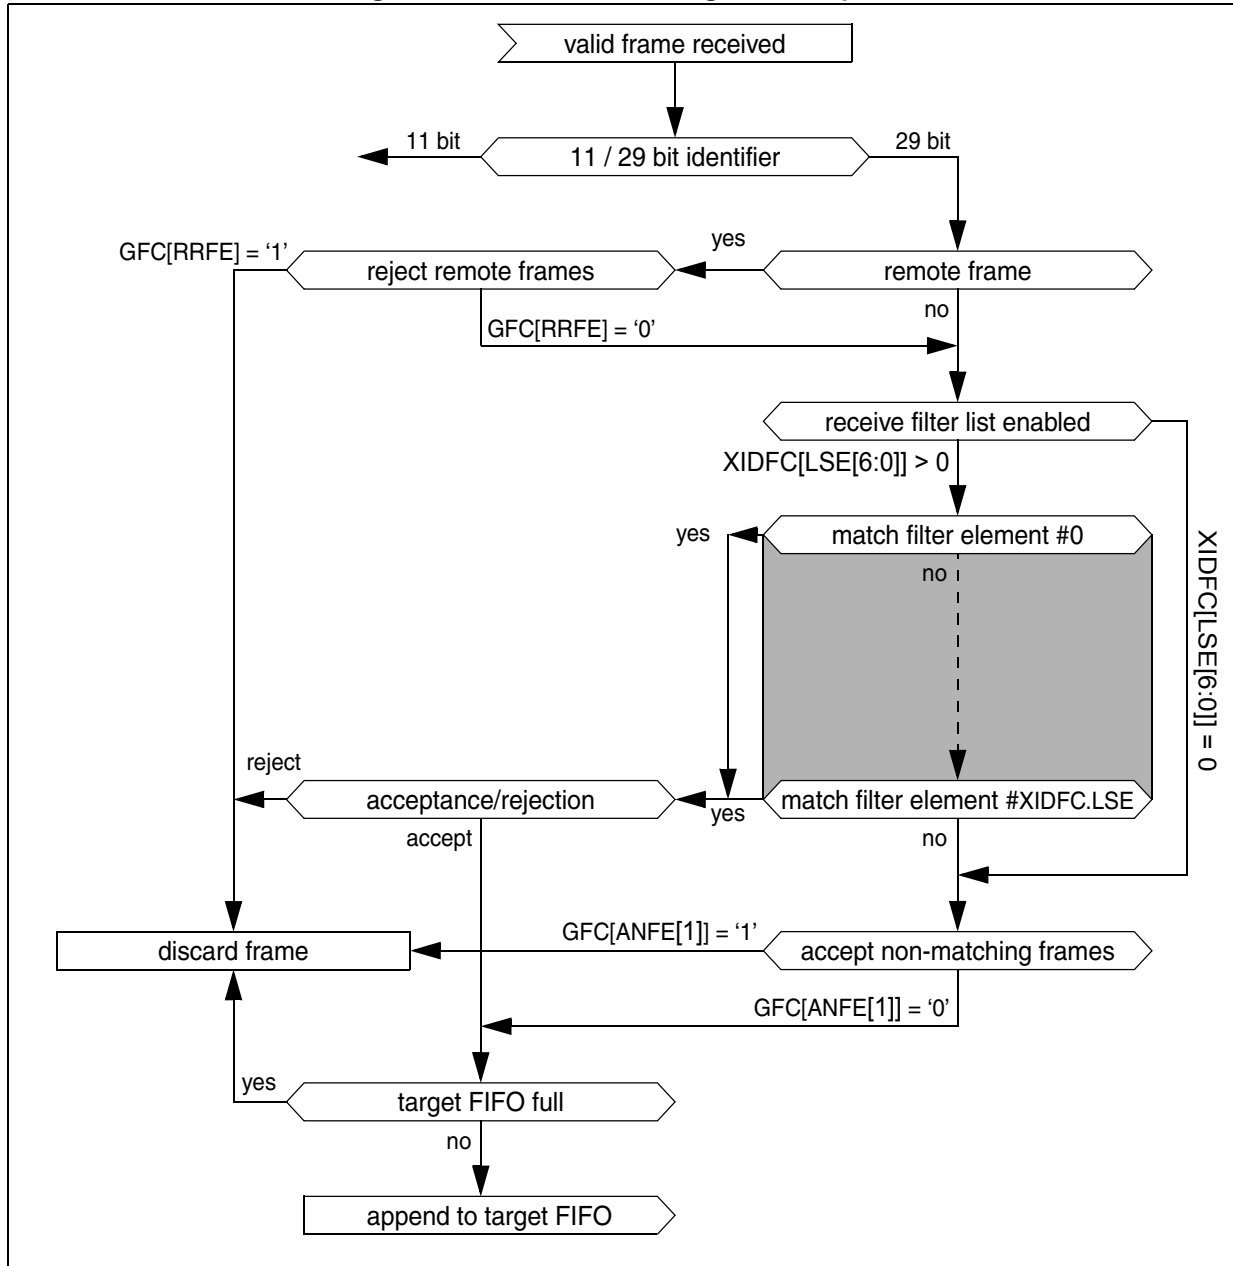 valid frame received
11 bit
11 / 29 bit identifier
29 bit
GFC[RRFE] = ‘1’
reject remote frames
yes
remote frame
no
GFC[RRFE] = ‘0’
receive filter list enabled
XIDFC[LSE[6:0]] > 0
yes
match filter element #0
no
XIDFC[LSE[6:0]] = 0
reject
acceptance/rejection
yes
match filter element #XIDFC.LSE
accept
no
discard frame
GFC[ANFE[1]] = ‘1’
accept non-matching frames
GFC[ANFE[1]] = ‘0’
yes
target FIFO full
no
append to target FIFO